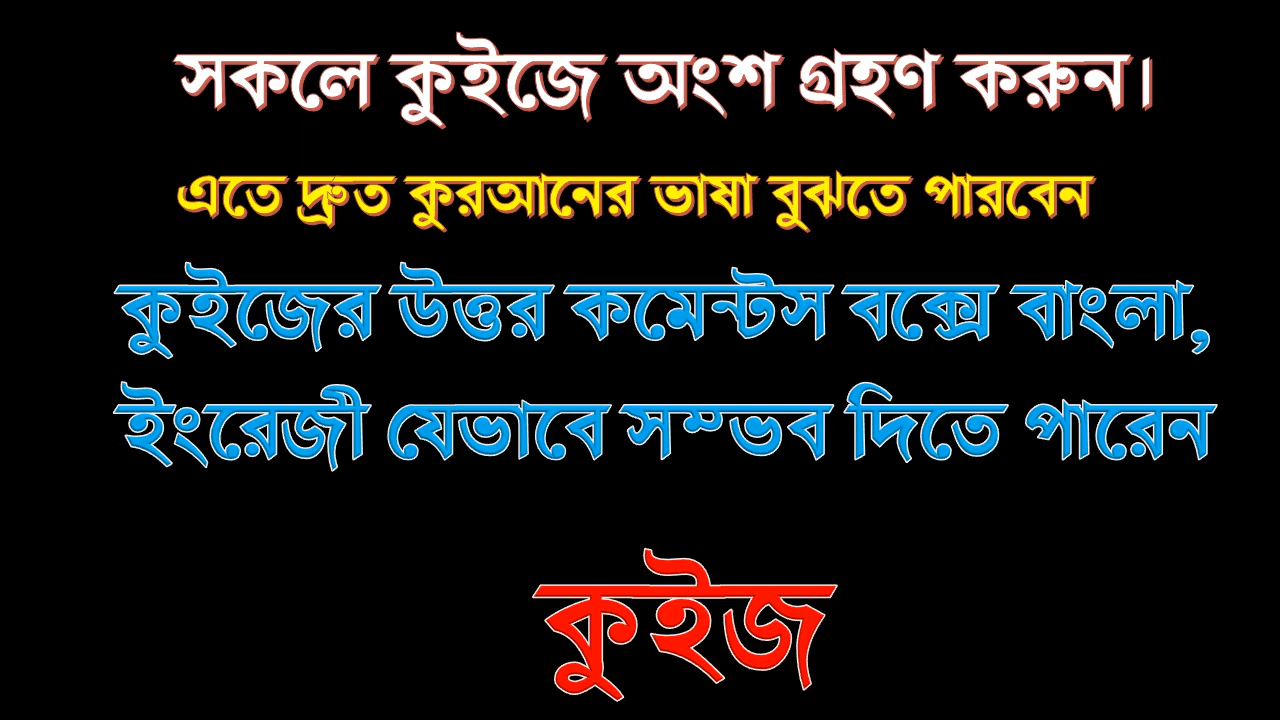 সকলে কুইজে অংশ গ্রহণ করুন।
এতে দ্রুত কুরআনের ভাষা বুঝতে পারবেন
কুইজের উত্তর কমেন্টস বক্সে বাংলা,
ইংরেজী যেভাবে সম্ভব দিতে পারেন
কুইজ